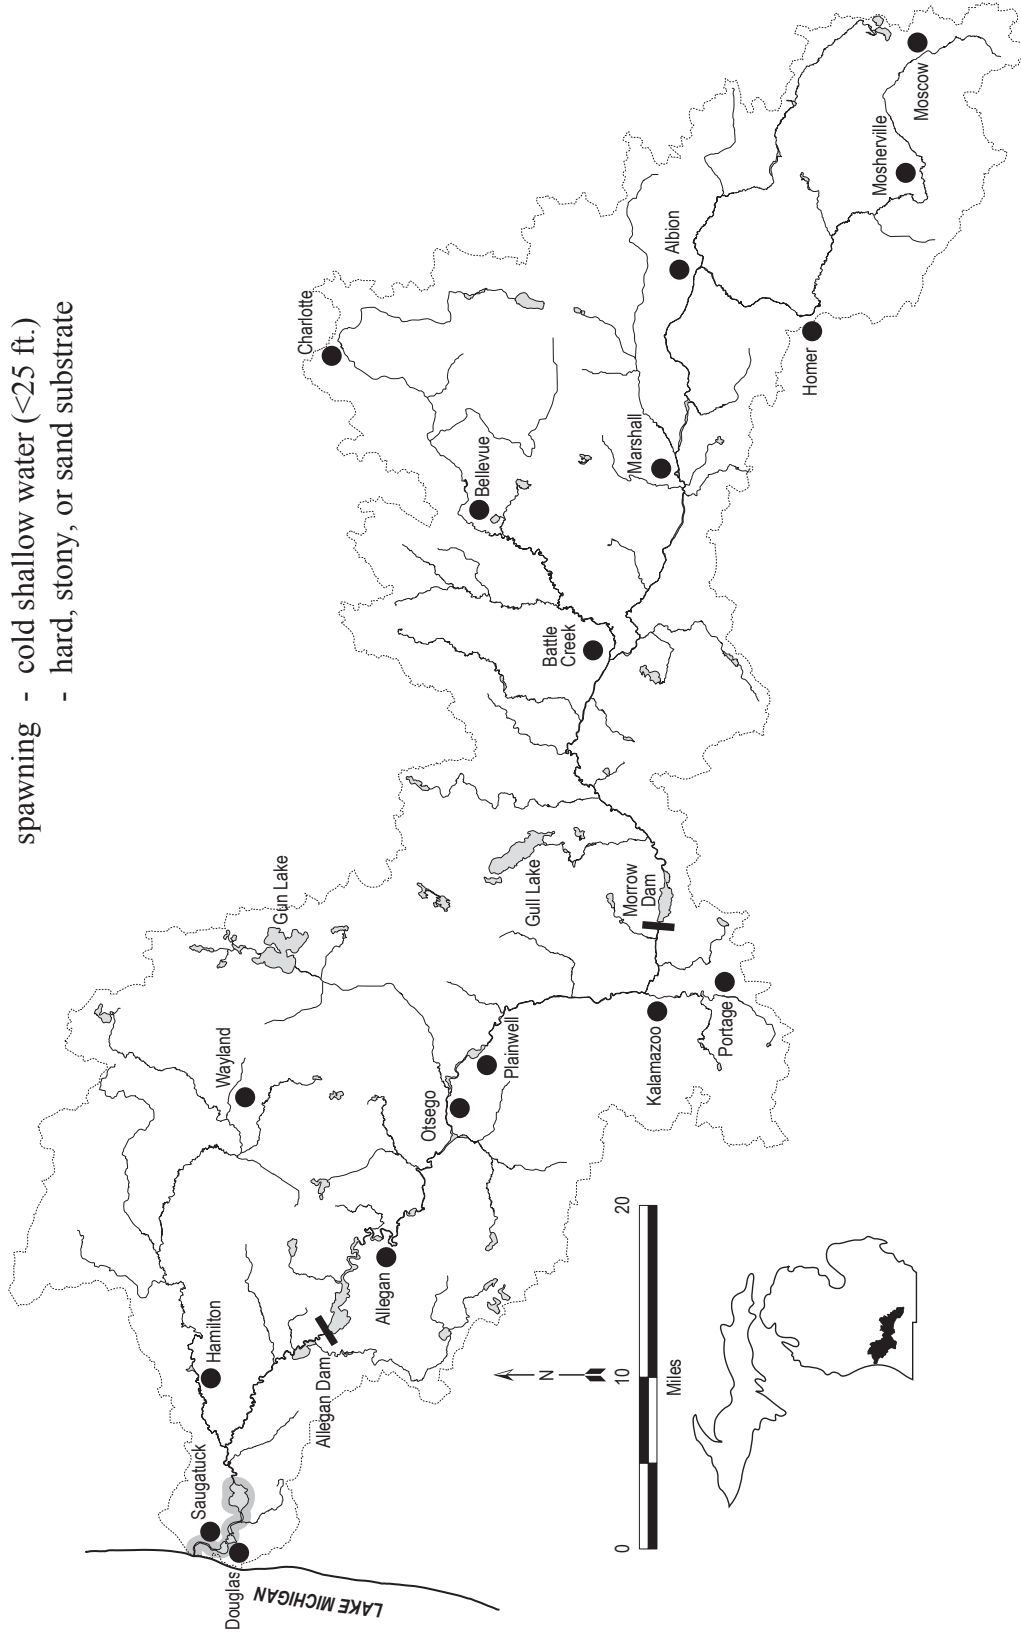 spawning - cold shallow water (<25 ft.)
- hard, stony, or sand substrate
Charlotte
Bellevue
Battle
Creek
Marshall
Albion
Homer
Mosherville
Moscow
Gun Lake
Gull Lake
Morrow
Dam
Wayland
Otsego
Plainwell
Kalamazoo
Portage
Hamilton
Allegan
Allegan Dam
Saugatuck
Douglas
LAKE MICHIGAN
N
0 10 20
Miles